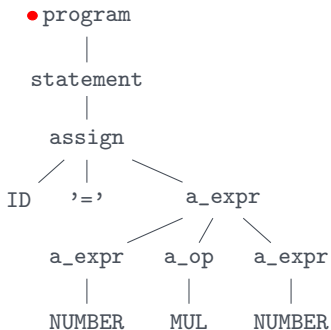 program
statement
assign
ID '=' a_expr
a_expr a_op a_expr
NUMBER MUL NUMBER